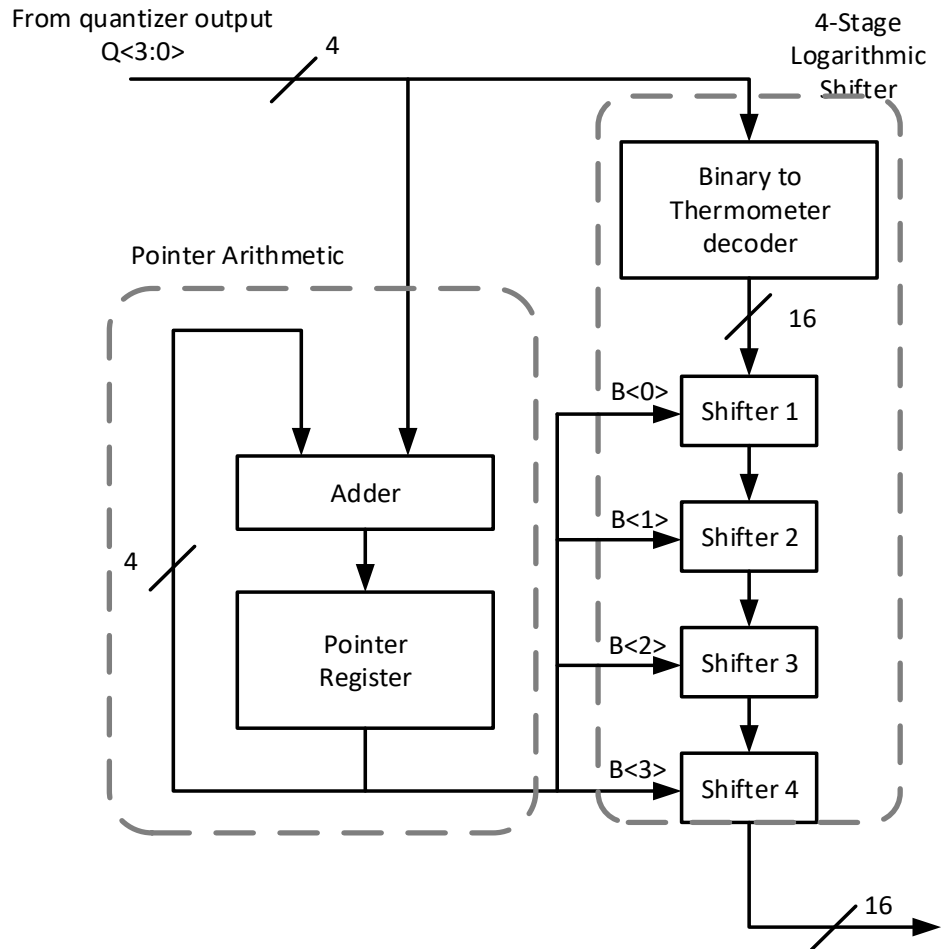 From quantizer output
Q<3:0>
4
4-Stage
Logarithmic
Shifter
Binary to
Thermometer
decoder
Pointer Arithmetic
16
B<0>
Shifter 1
Adder
B<1>
Shifter 2
4
Pointer
Register
B<2>
Shifter 3
B<3>
Shifter 4
16